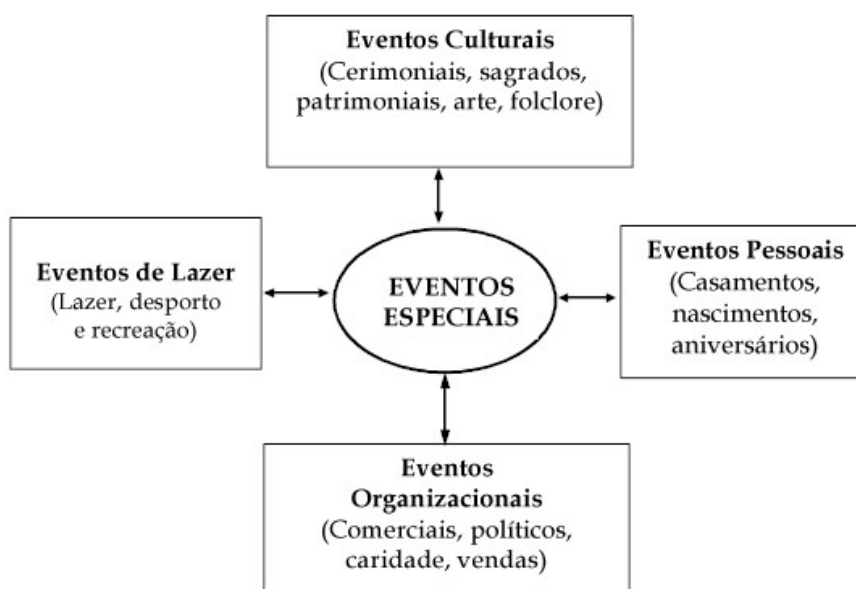 Eventos Culturais
(Cerimoniais, sagrados,
patrimoniais, arte, folclore)
Eventos de Lazer
(Lazer, desporto
e recreação)
EVENTOS
ESPECIAIS
Eventos Pessoais
(Casamentos,
nascimentos,
aniversários)
Eventos
Organizacionais
(Comerciais, políticos,
caridade, vendas)